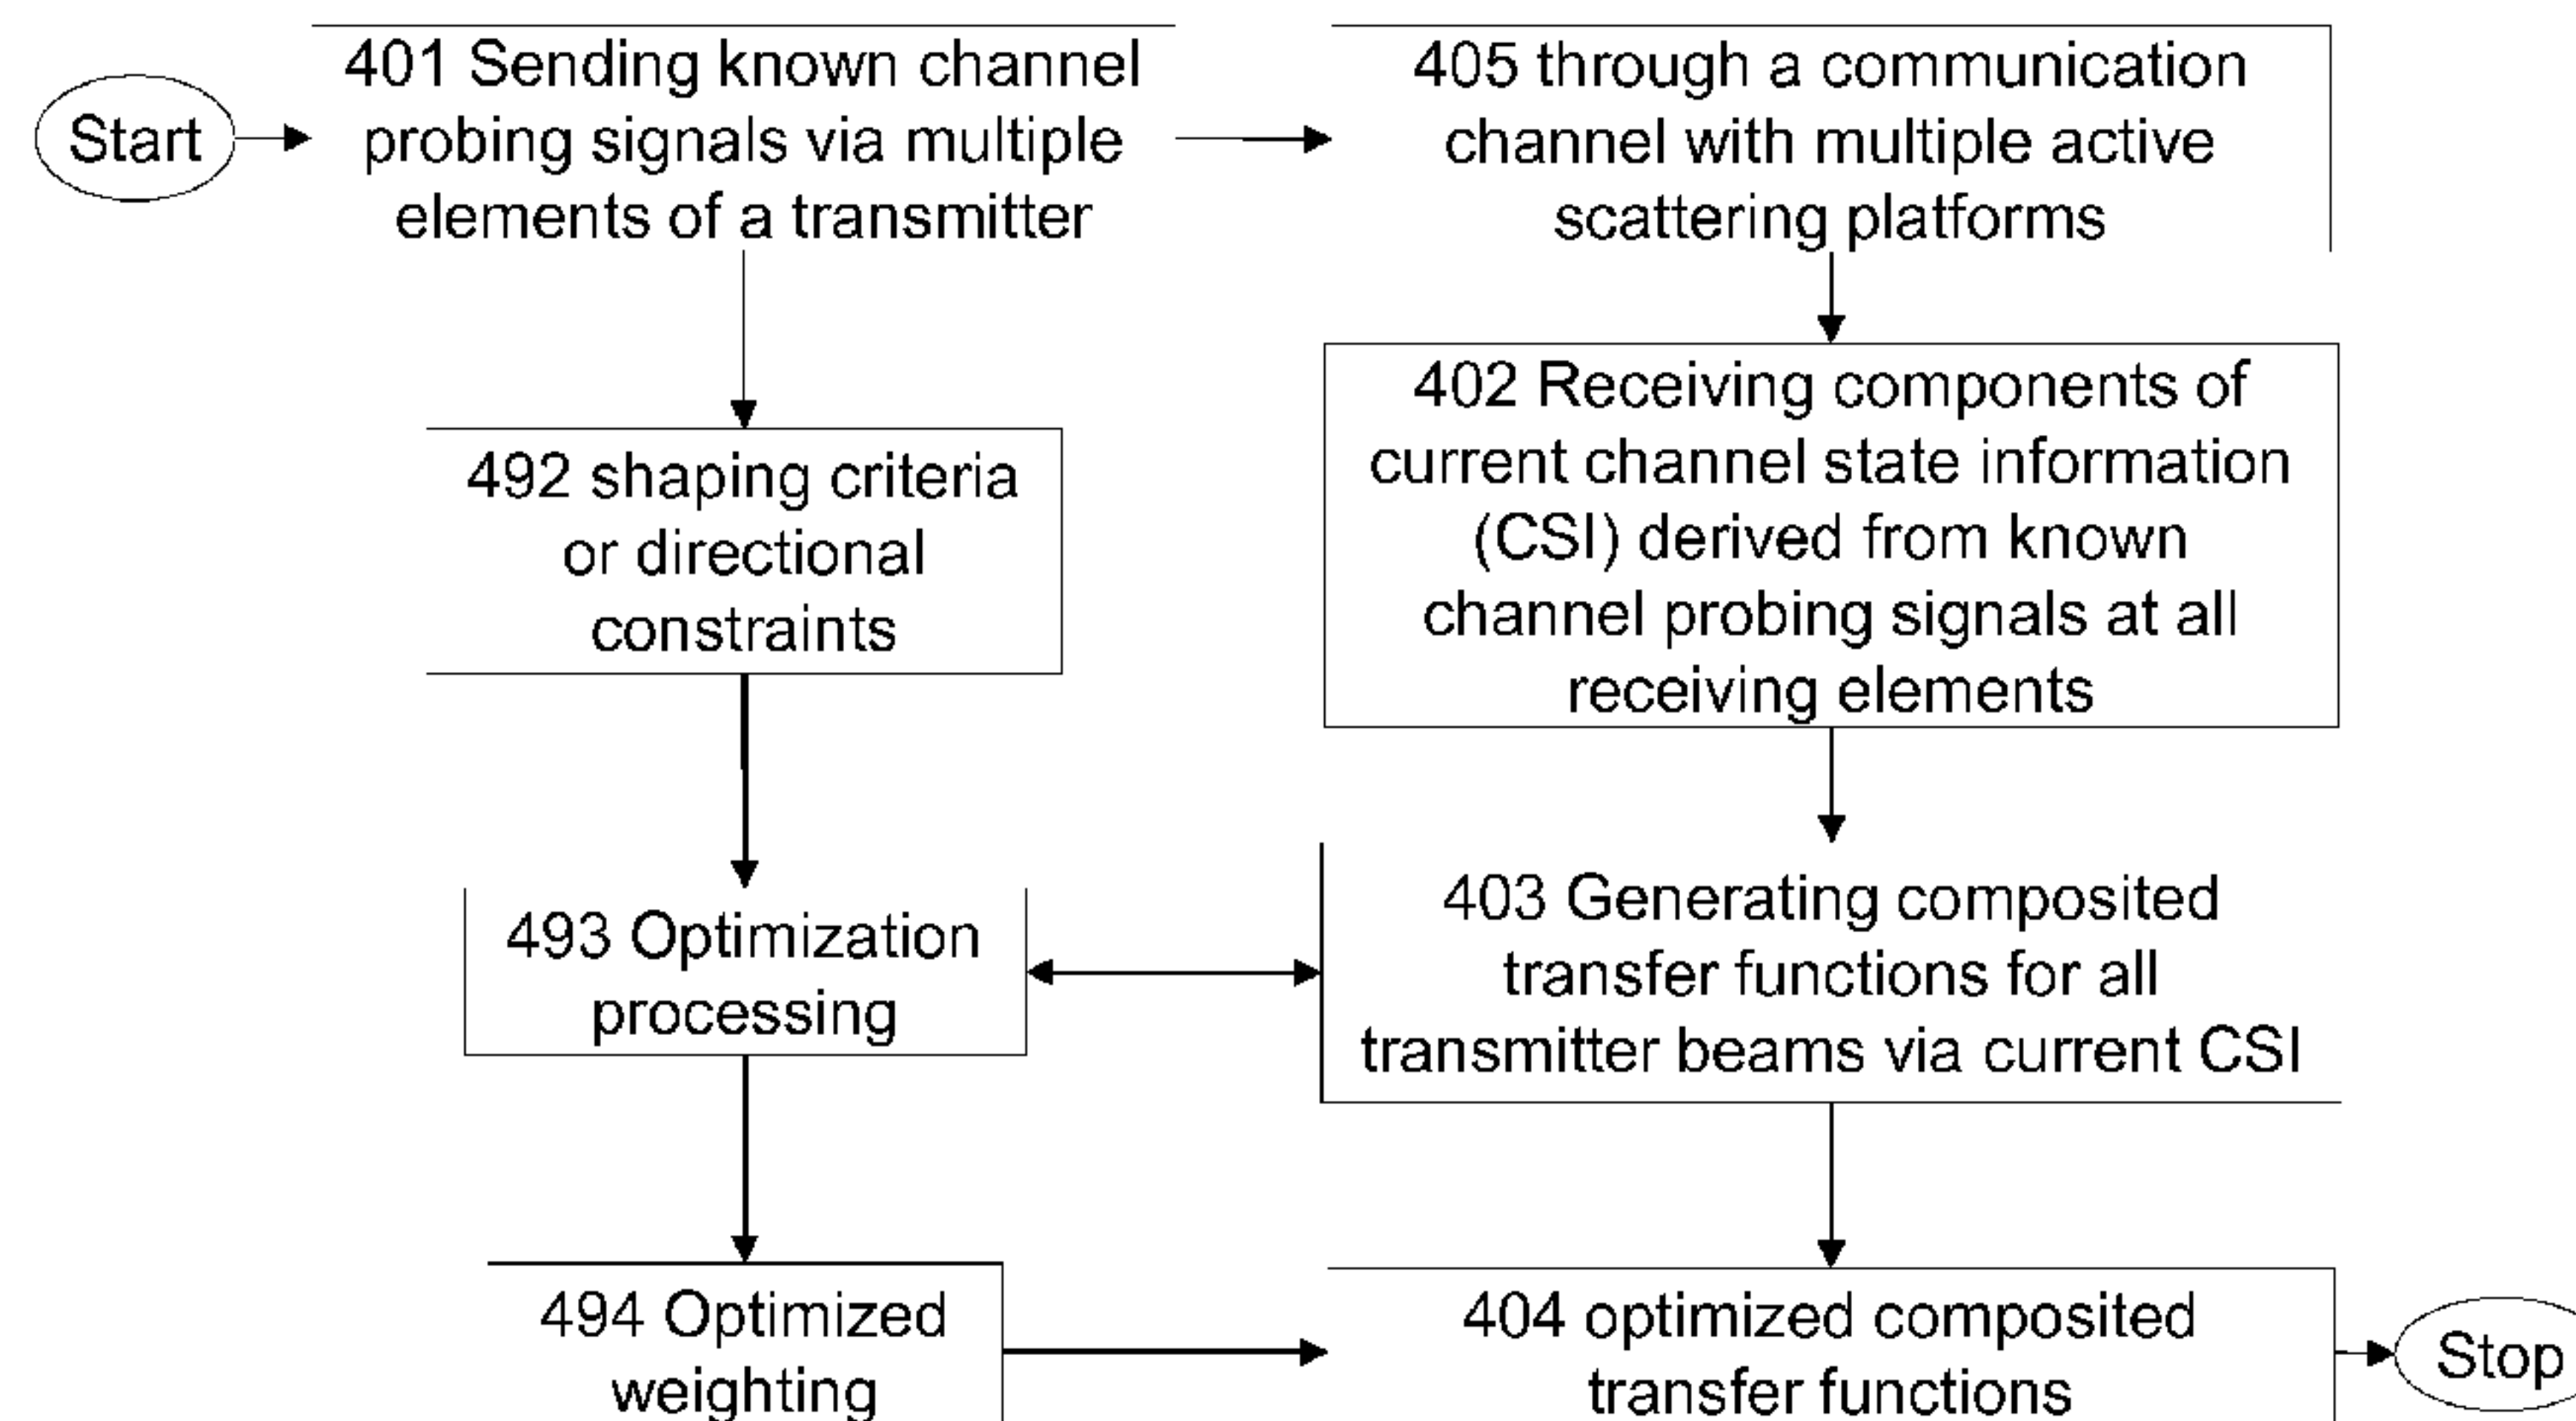 Start
401 Sending known channel
probing signals via multiple
elements of a transmitter
405 through a communication
channel with multiple active
scattering platforms
492 shaping criteria
or directional
constraints
402 Receiving components of
current channel state information
(CSI) derived from known
channel probing signals at all
receiving elements
493 Optimization
processing
403 Generating composited
transfer functions for all
transmitter beams via current CSI
494 Optimized
weighting
404 optimized composited
transfer functions
Stop